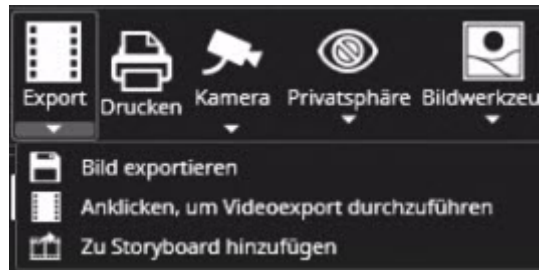 Export Drucken Kamera Privatsphäre Bildwerkzeu
Bild exportieren
Anklicken, um Videoexport durchzuführen
Zu Storyboard hinzufügen